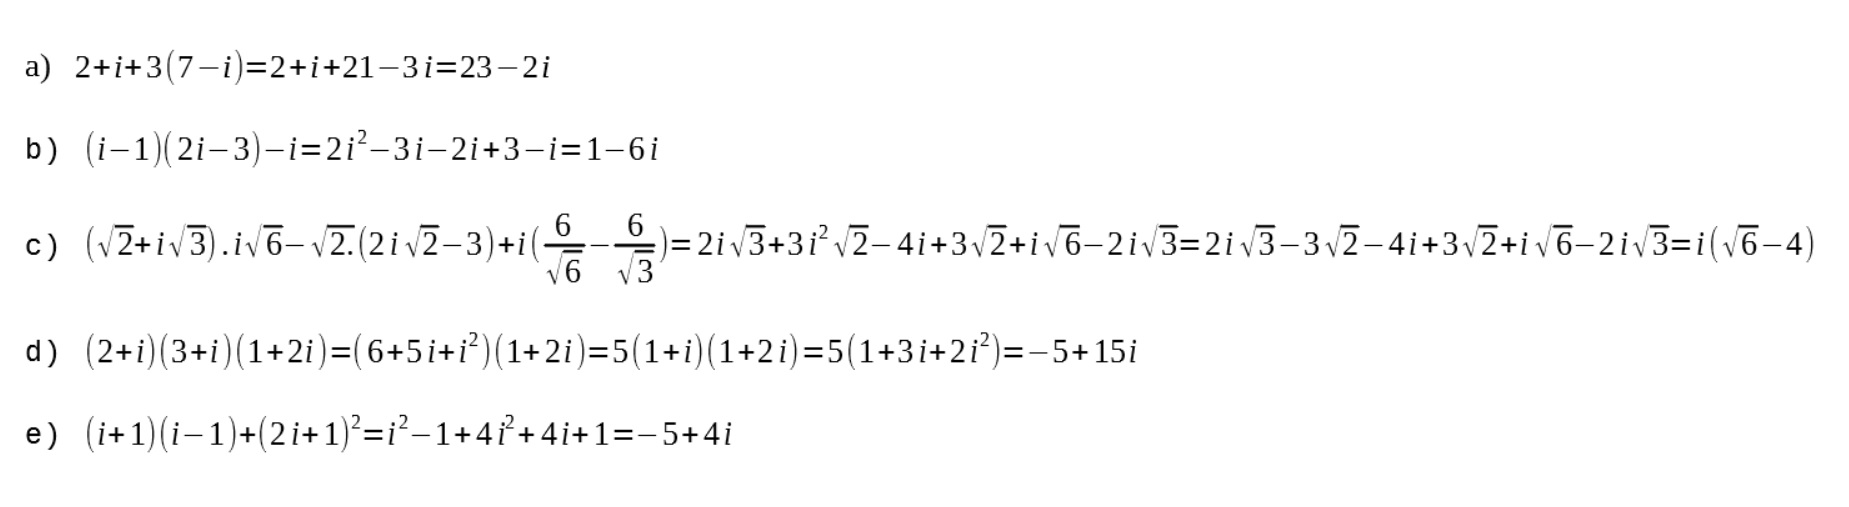 a) 2+i+3(7−i)=2+i+21−3i=23−2i
b) (i−1)(2i−3)−i=2i²−3i−2i+3−i=1−6i
c) (√2+i√3).i√6−√2.(2i√2−3)+i(6/√6−6/√3)=2i√3+3i²√2−4i+3√2+i√6−2i√3=2i√3−3√2−4i+3√2+i√6−2i√3=i(√6−4)
d) (2+i)(3+i)(1+2i)=(6+5i+i²)(1+2i)=5(1+i)(1+2i)=5(1+3i+2i²)=−5+15i
e) (i+1)(i−1)+(2i+1)²=i²−1+4i²+4i+1=−5+4i